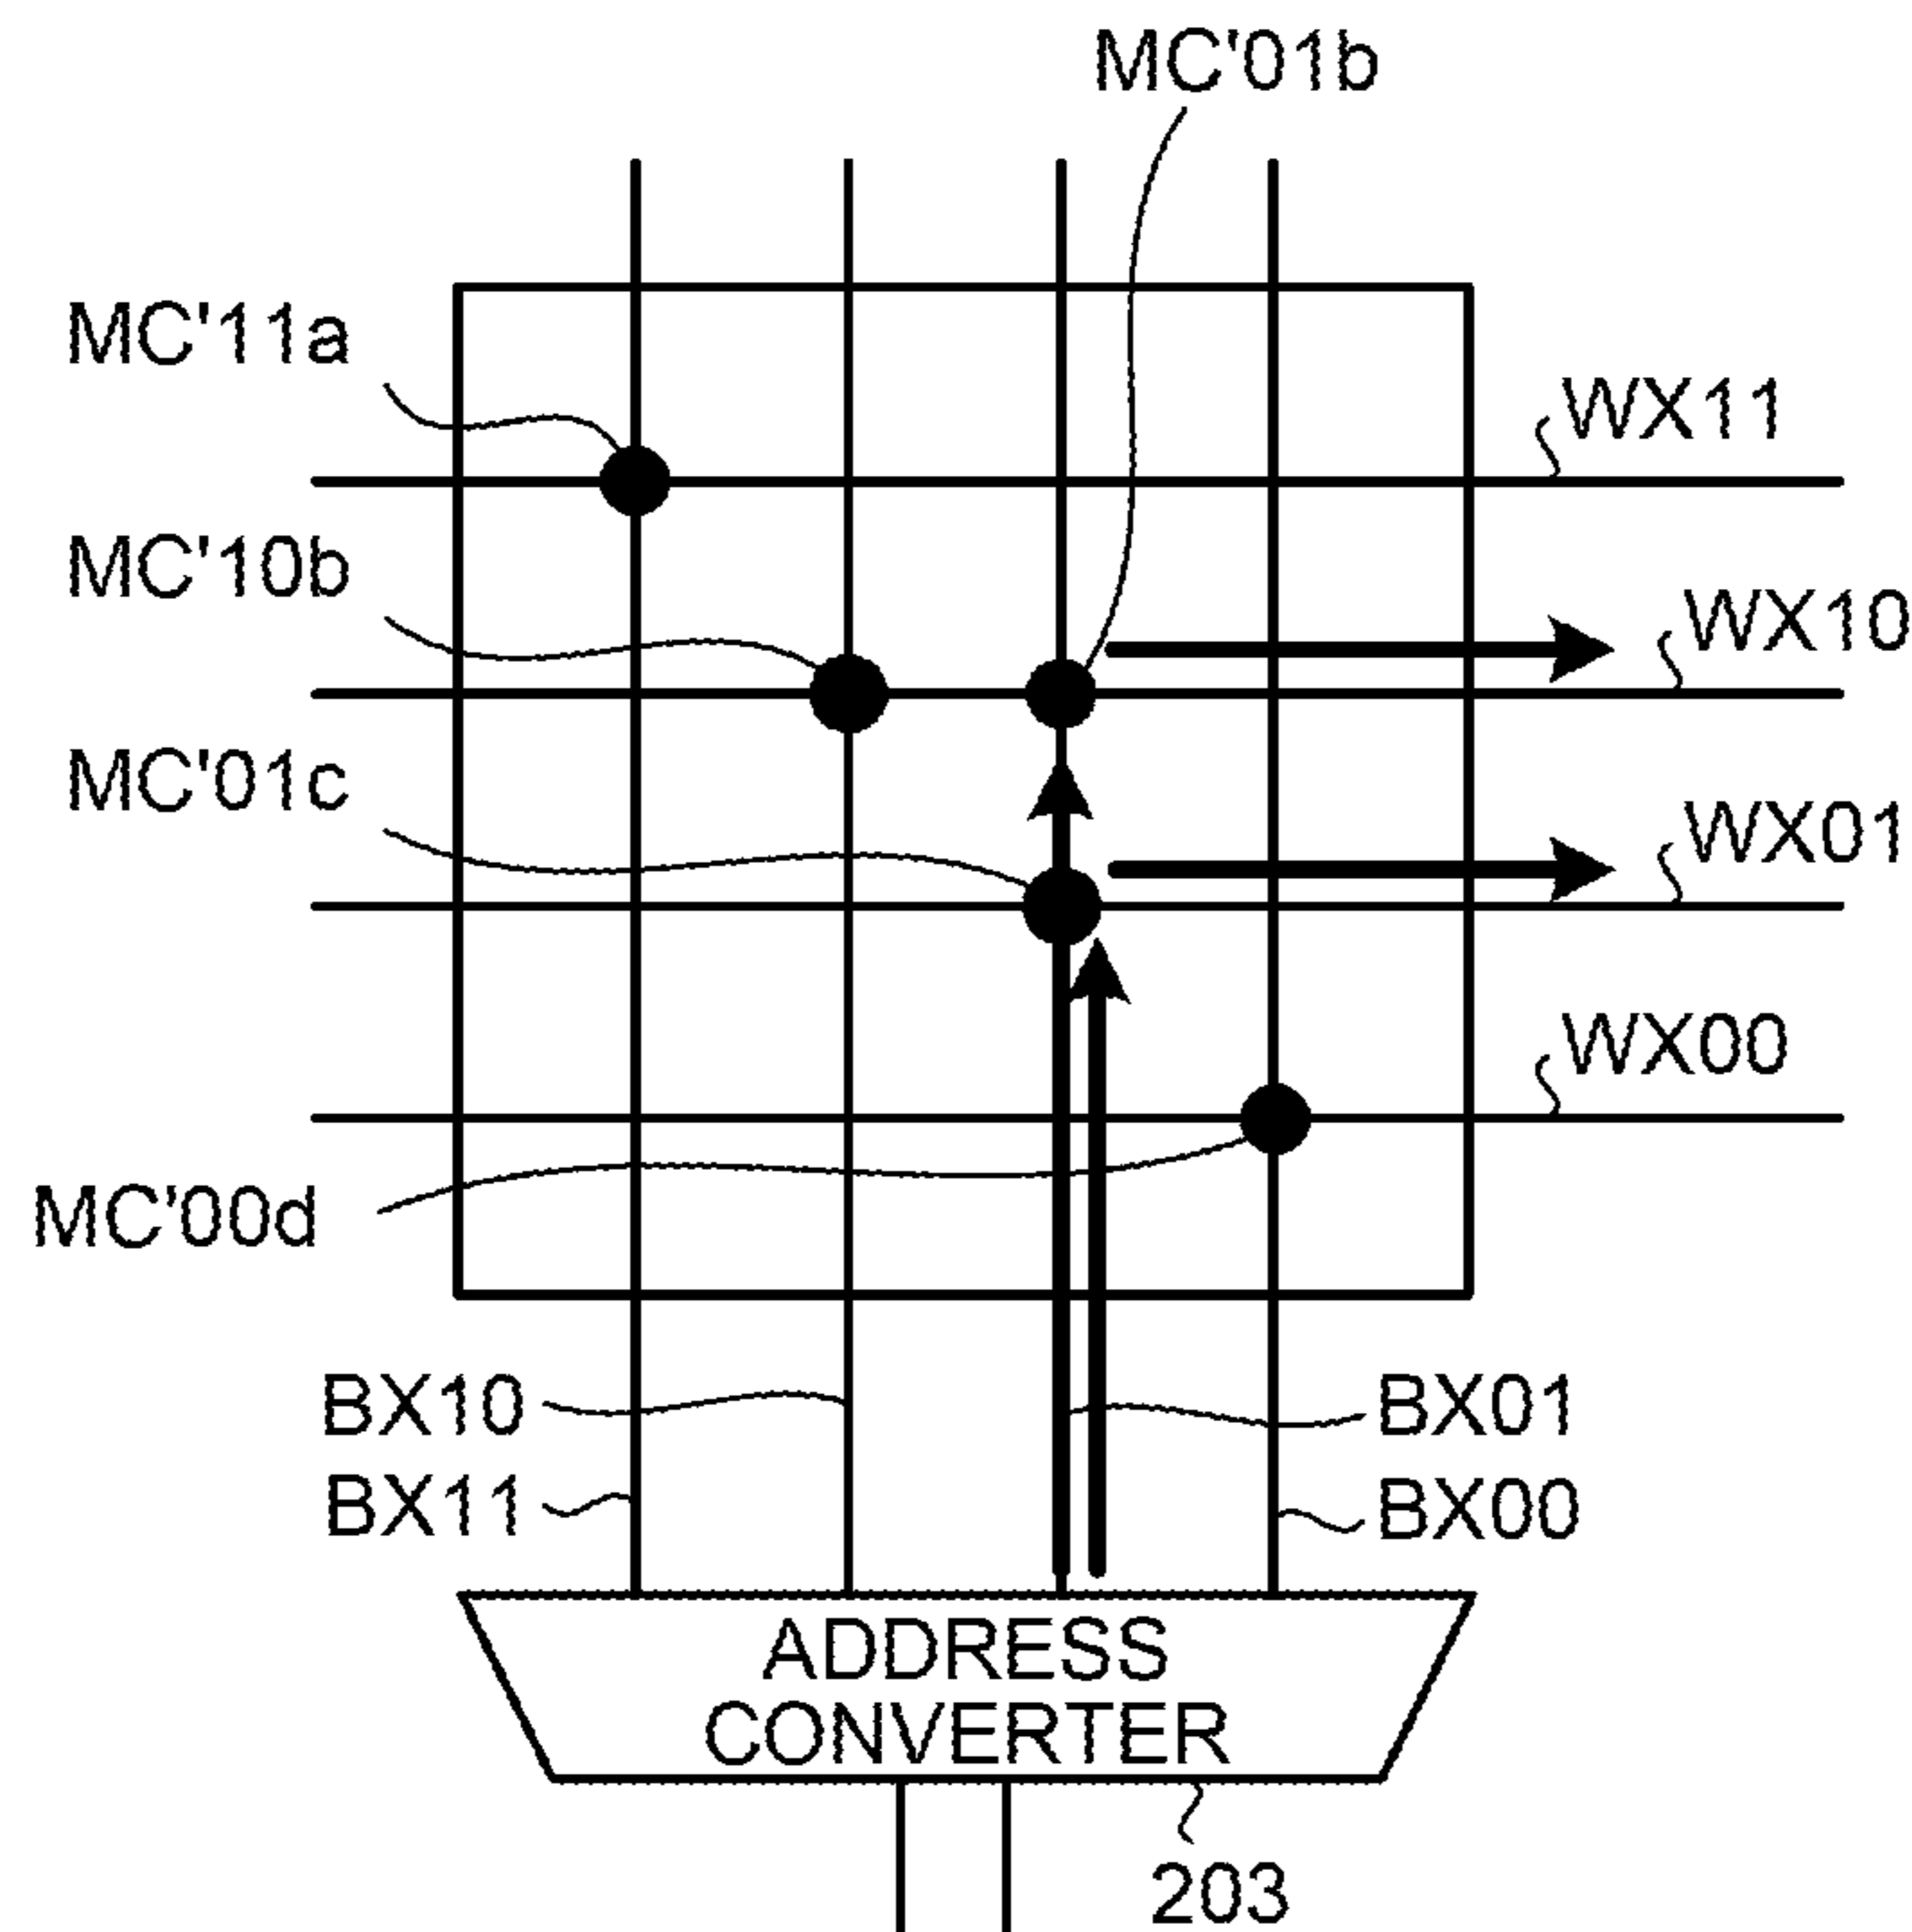 MC'01b
MC'11a
WX11
MC'10b
WX10
MC'01c
WX01
WX00
MC'00d
BX10
BX01
BX11
BX00
ADDRESS
CONVERTER
203